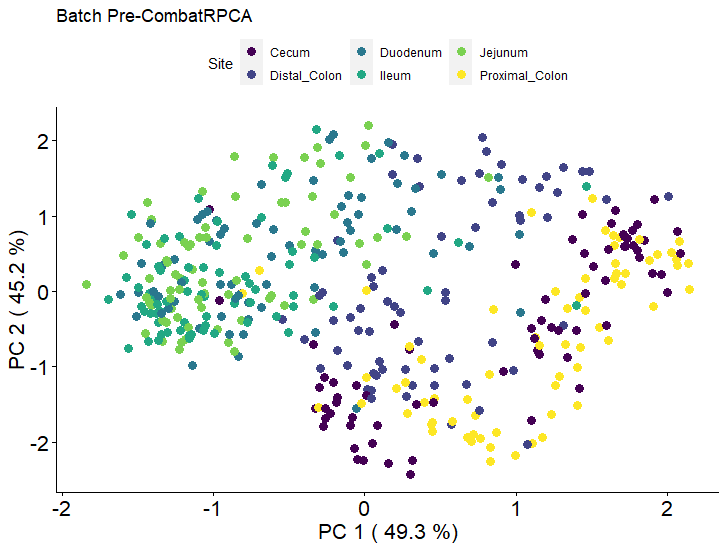 Batch Pre-CombatRPCA
Site
Cecum
Duodenum
Jejunum
Distal_Colon
Ileum
Proximal_Colon
PC 2 ( 45.2 %)
2
1
0
-1
-2
-2
-1
0
1
2
PC 1 ( 49.3 %)